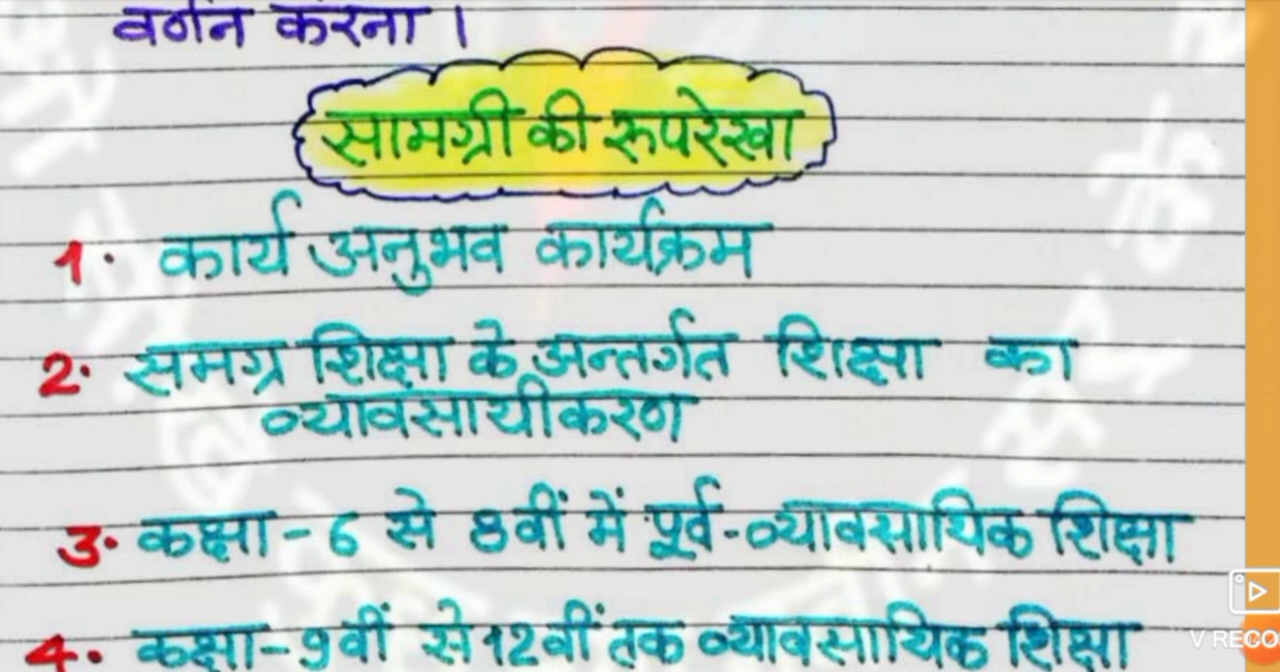 वर्णन करना ।
सामग्री की रूपरेखा
1. कार्य अनुभव कार्यक्रम
2. समग्र शिक्षा के अन्तर्गत शिक्षा का
व्यावसायीकरण
3. कक्षा - 6 से 8वीं में पूर्व-व्यावसायिक शिक्षा
4. कक्षा-9वीं से 12वीं तक व्यावसायिक शिक्षा
V RECO